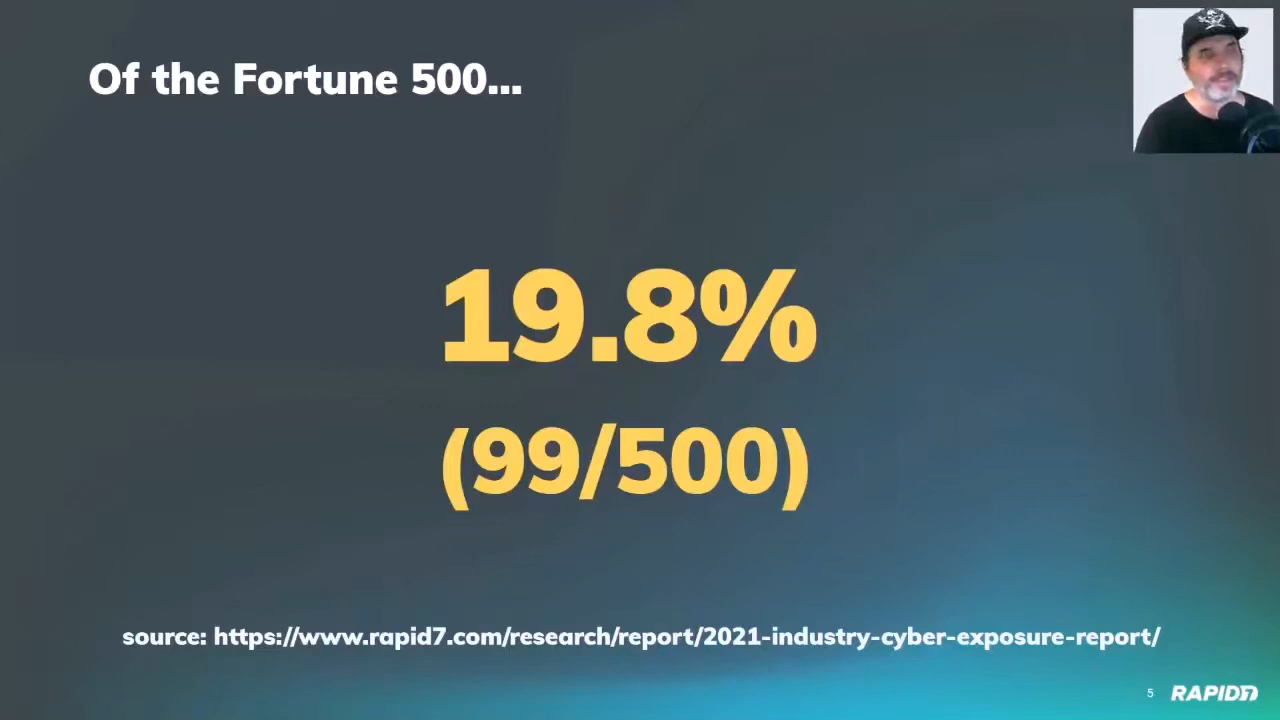 Of the Fortune 500...
19.8%
(99/500)
source: https://www.rapid7.com/research/report/2021-industry-cyber-exposure-report/
5
RAPID7